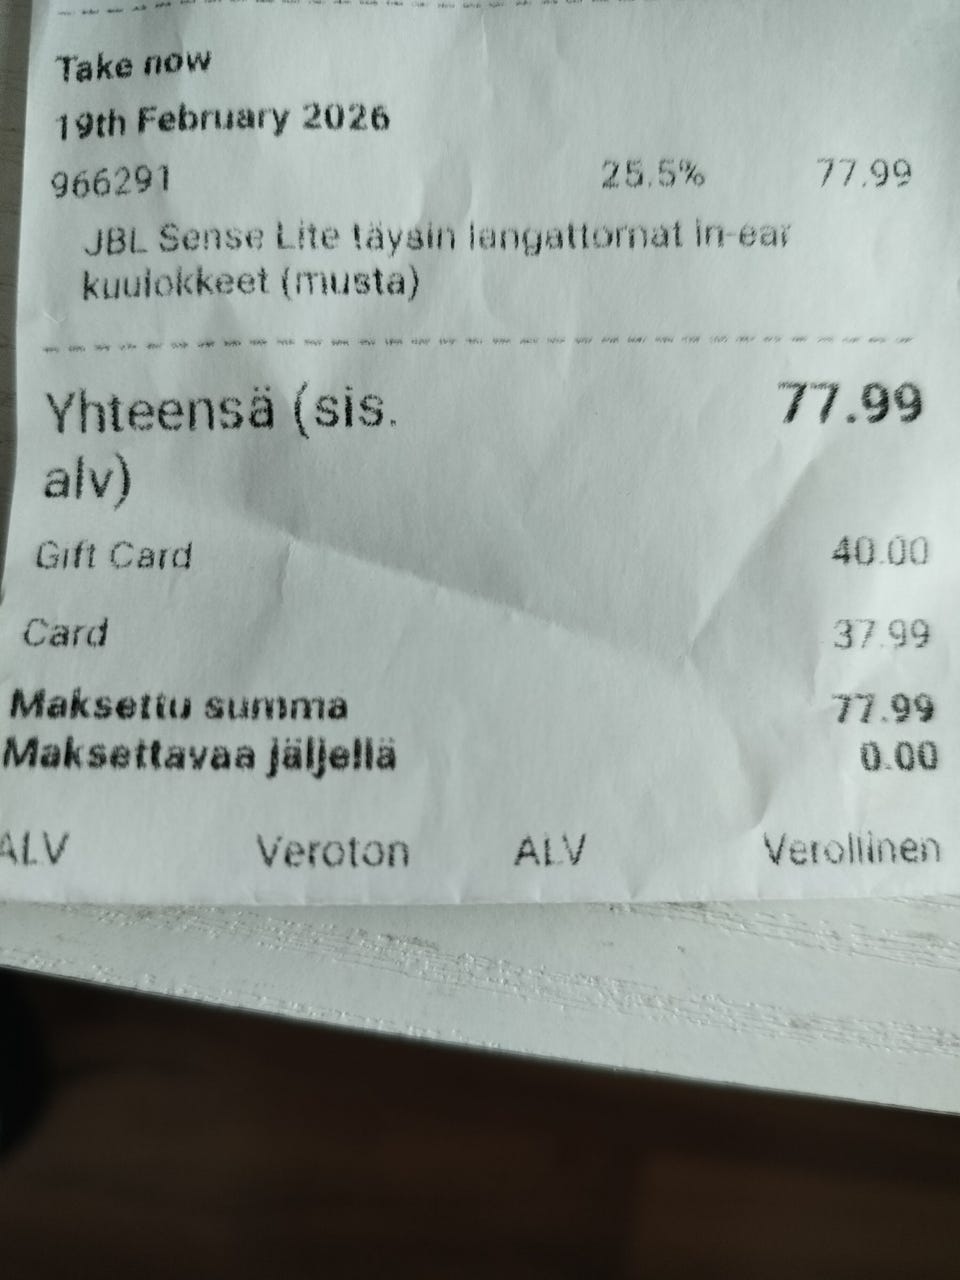 Take now
19th February 2026
966291 25.5% 77.99
JBL Sense Lite täysin langattomat in-ear
kuulokkeet (musta)
Yhteensä (sis. 77.99
alv)
Gift Card 40.00
Card 37.99
Maksettu summa 77.99
Maksettavaa jäljellä 0.00
ALV Veroton ALV Verollinen